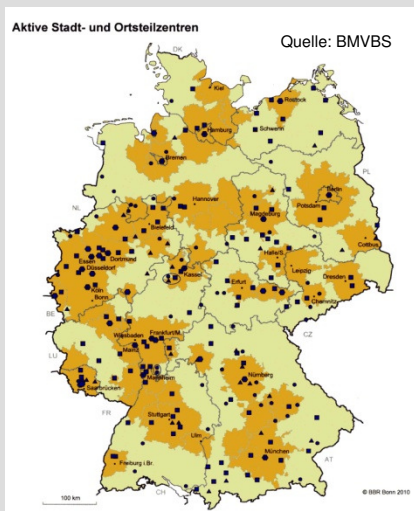 Aktive Stadt- und Ortsteilzentren
Quelle: BMVBS
DK
Kiel
Rostock
Hamburg
Schwerin
Bremen
PL
NL
Hannover
Berlin
Potsdam
Magdeburg
Bielefeld
Cottbus
Essen
Dortmund
Halle/S.
Düsseldorf
Kassel
Leipzig
Köln
Erfurt
Dresden
Bonn
Chemnitz
BE
Wiesbaden
Frankfurt/M.
CZ
LU
Mainz
Mannheim
Nürnberg
Saarbrücken
FR
Stuttgart
Ulm
München
Freiburg i.Br.
AT
CH
100 km
© BBR Bonn 2010